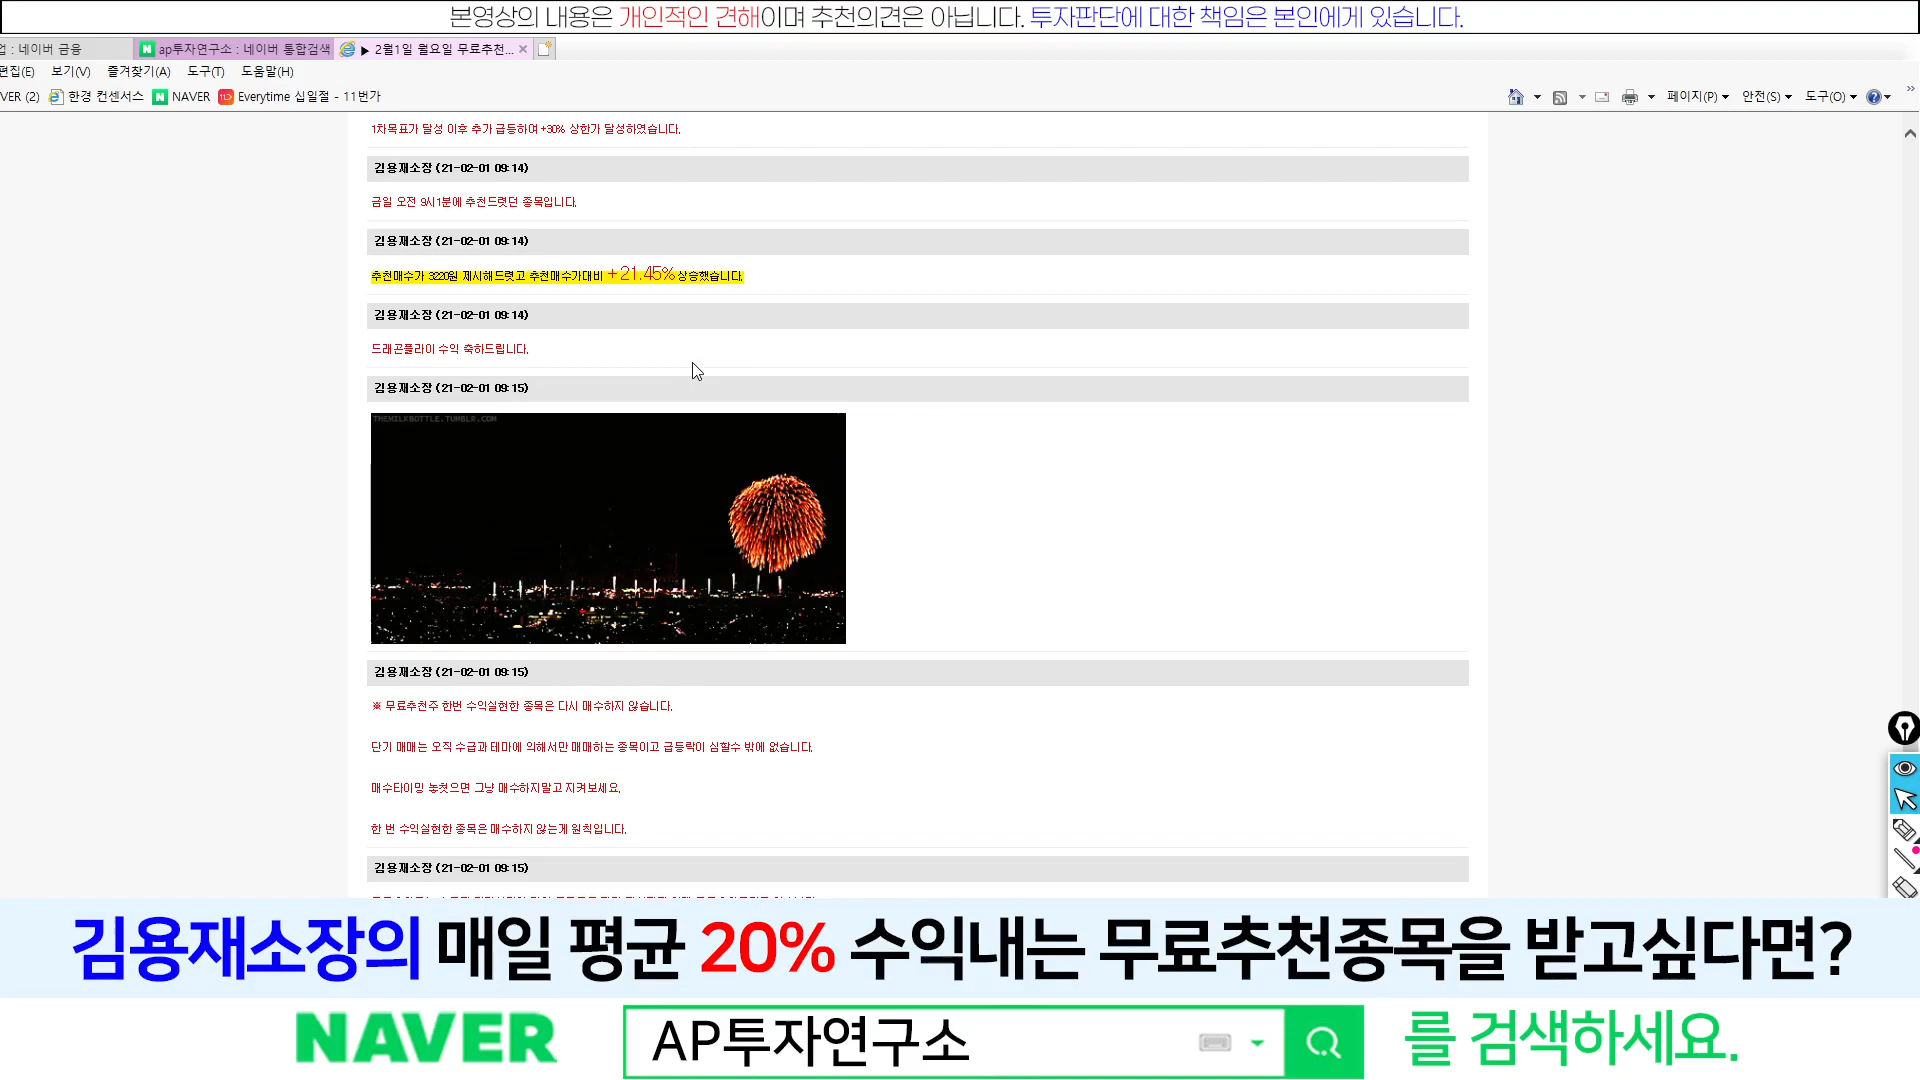 본영상의 내용은 개인적인 견해이며 추천의견은 아닙니다. 투자판단에 대한 책임은 본인에게 있습니다.
: 네이버 금융
ap투자연구소 : 네이버 통합검색
▶ 2월1일 월요일 무료추천...
편집(E) 보기(V) 즐겨찾기(A) 도구(T) 도움말(H)
VER (2) 한경 컨센서스 NAVER Everytime 십일절 - 11번가
페이지(P) 안전(S) 도구(O)
1차목표가 달성 이후 추가 급등하여 +30% 상한가 달성하였습니다.
김용재소장 (21-02-01 09:14)
금일 오전 9시1분에 추천드렷던 종목입니다.
김용재소장 (21-02-01 09:14)
추천매수가 3220원 제시해드렷고 추천매수가대비 +21.45% 상승했습니다.
김용재소장 (21-02-01 09:14)
드래곤플라이 수익 축하드립니다.
김용재소장 (21-02-01 09:15)
THEMILKBOTTLE.TUMBLR.COM
김용재소장 (21-02-01 09:15)
※ 무료추천주 한번 수익실현한 종목은 다시 매수하지 않습니다.
단기 매매는 오직 수급과 테마에 의해서만 매매하는 종목이고 급등락이 심할수 밖에 없습니다.
매수타이밍 놓쳣으면 그냥 매수하지말고 지켜보세요.
한 번 수익실현한 종목은 매수하지 않는게 원칙입니다.
김용재소장 (21-02-01 09:15)
김용재소장의 매일 평균 20% 수익내는 무료추천종목을 받고싶다면?
NAVER AP투자연구소 를 검색하세요.